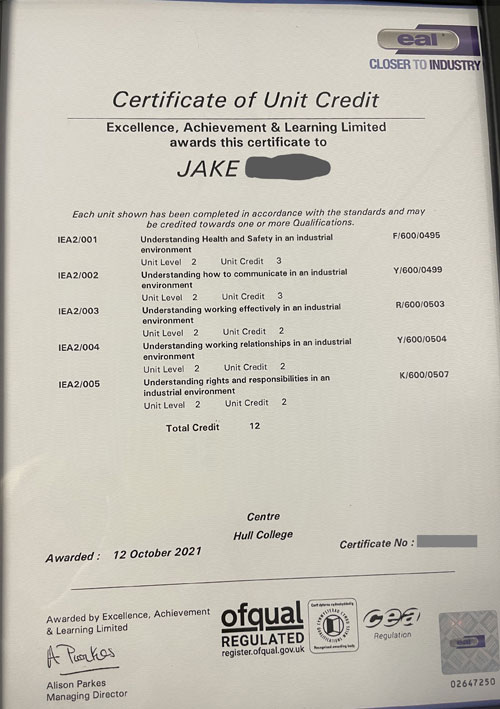 eal
CLOSER TO INDUSTRY
Certificate of Unit Credit
Excellence, Achievement & Learning Limited
awards this certificate to
JAKE
Each unit shown has been completed in accordance with the standards and may
be credited towards one or more Qualifications.
IEA2/001 Understanding Health and Safety in an industrial F/600/0495
environment
Unit Level 2 Unit Credit 3
IEA2/002 Understanding how to communicate in an industrial Y/600/0499
environment
Unit Level 2 Unit Credit 3
IEA2/003 Understanding working effectively in an industrial R/600/0503
environment
Unit Level 2 Unit Credit 2
IEA2/004 Understanding working relationships in an industrial Y/600/0504
environment
Unit Level 2 Unit Credit 2
IEA2/005 Understanding rights and responsibilities in an K/600/0507
industrial environment
Unit Level 2 Unit Credit 2
Total Credit 12
Centre
Hull College
Awarded : 12 October 2021 Certificate No :
Awarded by Excellence, Achievement
& Learning Limited
A Parkes
Alison Parkes
Managing Director
ofqual
REGULATED
register.ofqual.gov.uk
Recognised awarding body
ccea
Regulation
eal
02647250